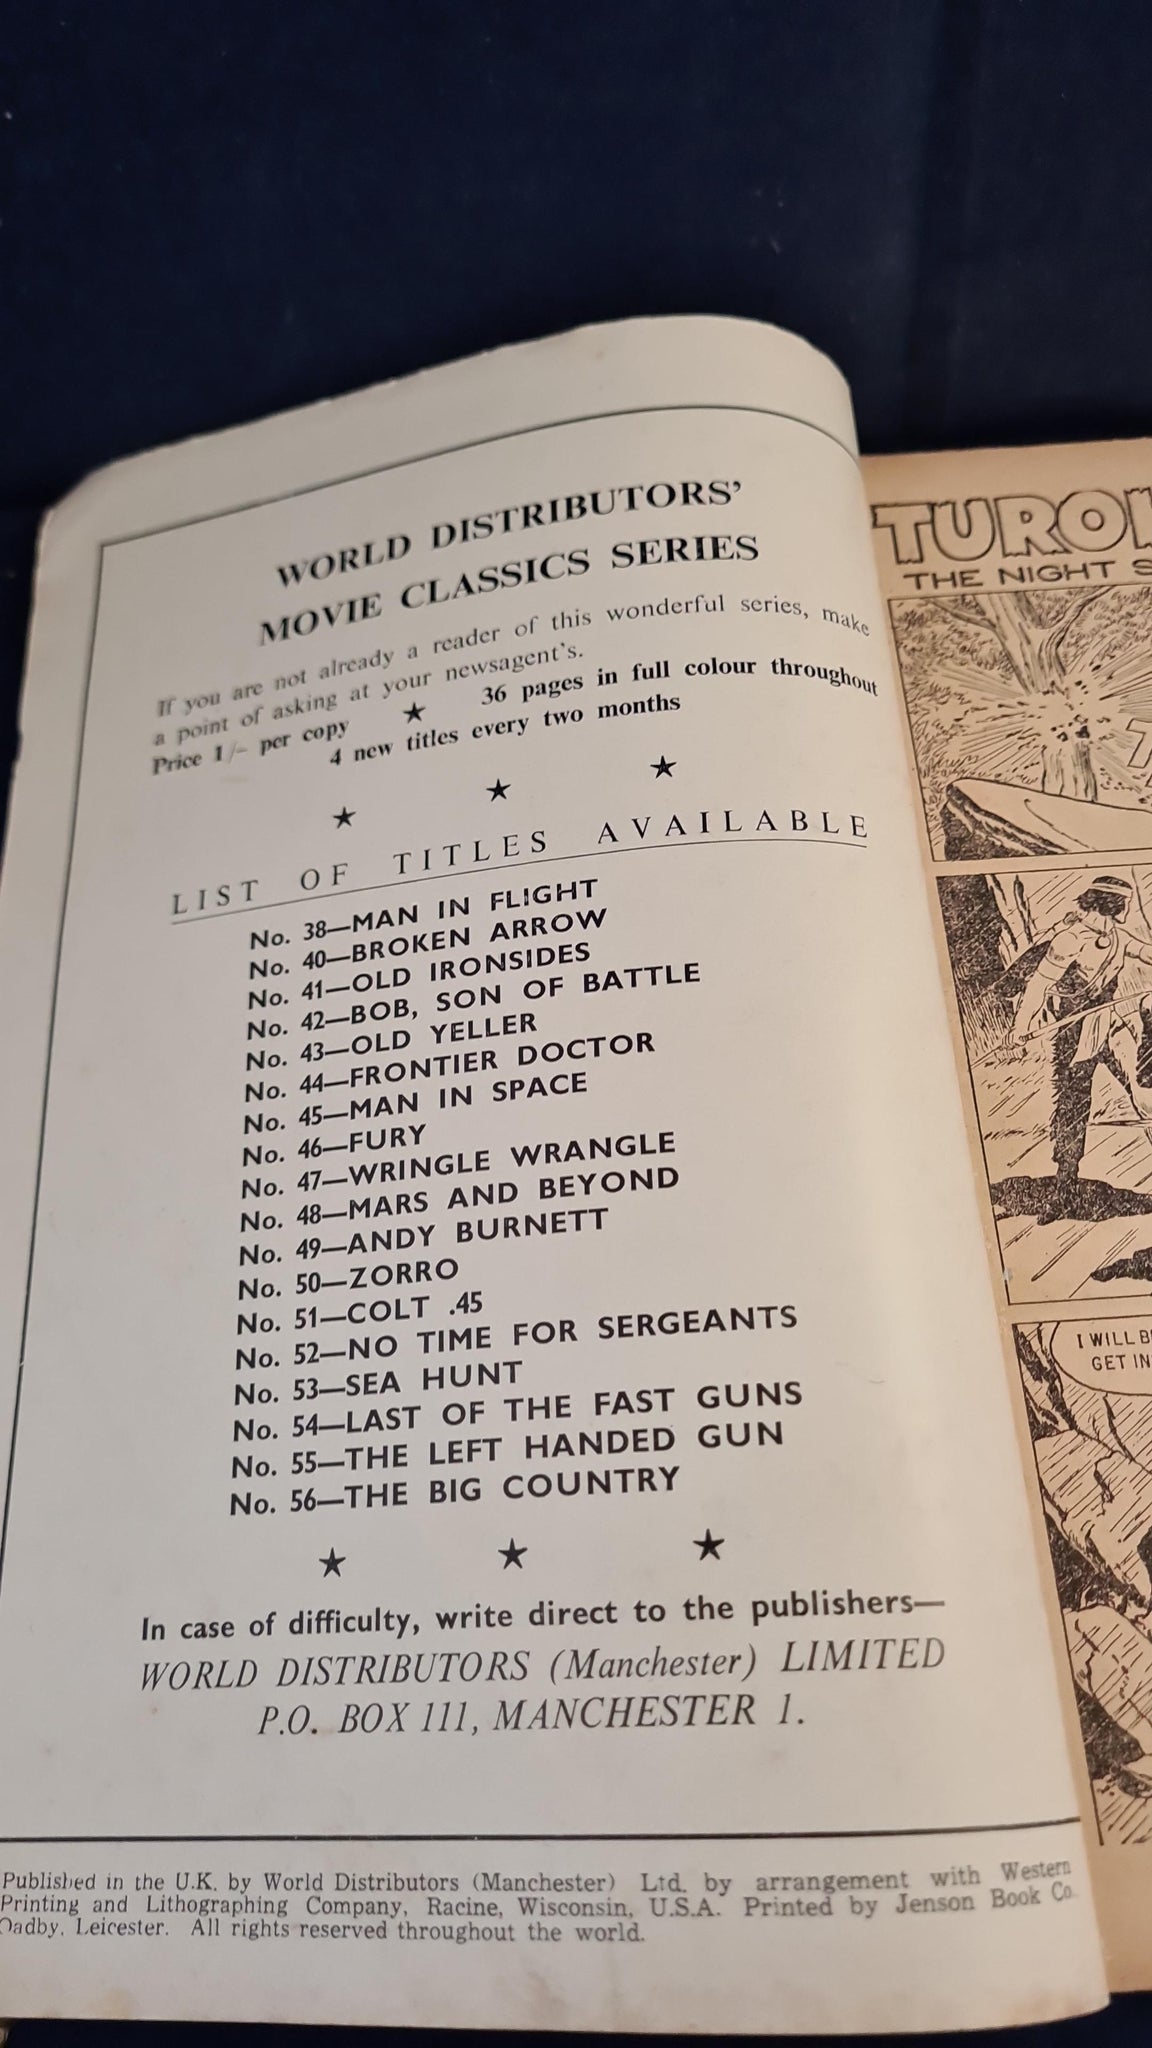 WORLD DISTRIBUTORS'
MOVIE CLASSICS SERIES
If you are not already a reader of this wonderful series, make
a point of asking at your newsagent's.
Price 1/- per copy ★ 36 pages in full colour throughout
4 new titles every two months
★ ★ ★
LIST OF TITLES AVAILABLE
No. 38—MAN IN FLIGHT
No. 40—BROKEN ARROW
No. 41—OLD IRONSIDES
No. 42—BOB, SON OF BATTLE
No. 43—OLD YELLER
No. 44—FRONTIER DOCTOR
No. 45—MAN IN SPACE
No. 46—FURY
No. 47—WRINGLE WRANGLE
No. 48—MARS AND BEYOND
No. 49—ANDY BURNETT
No. 50—ZORRO
No. 51—COLT .45
No. 52—NO TIME FOR SERGEANTS
No. 53—SEA HUNT
No. 54—LAST OF THE FAST GUNS
No. 55—THE LEFT HANDED GUN
No. 56—THE BIG COUNTRY
★ ★ ★
In case of difficulty, write direct to the publishers—
WORLD DISTRIBUTORS (Manchester) LIMITED
P.O. BOX 111, MANCHESTER 1.
Published in the U.K. by World Distributors (Manchester) Ltd. by arrangement with Western
Printing and Lithographing Company, Racine, Wisconsin, U.S.A. Printed by Jenson Book Co.
Oadby, Leicester. All rights reserved throughout the world.
TUROK
THE NIGHT S
I WILL B
GET IN